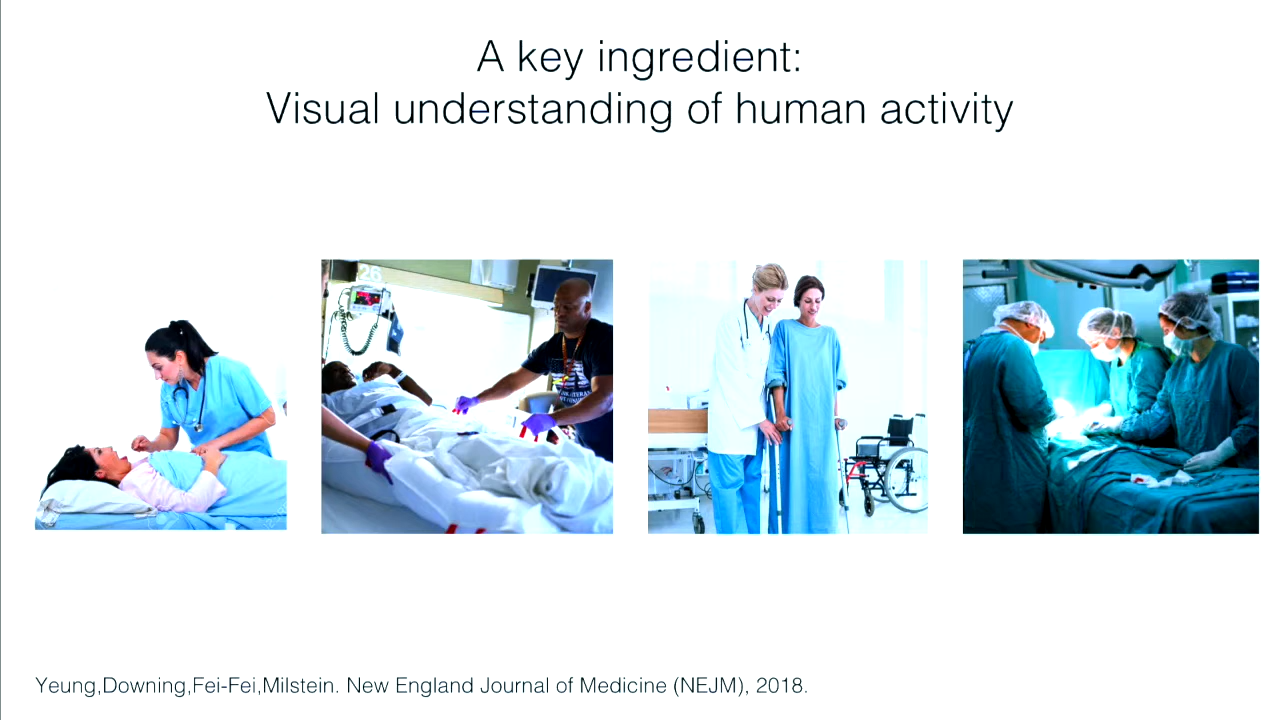 A key ingredient:
Visual understanding of human activity
26
Yeung,Downing,Fei-Fei,Milstein. New England Journal of Medicine (NEJM), 2018.